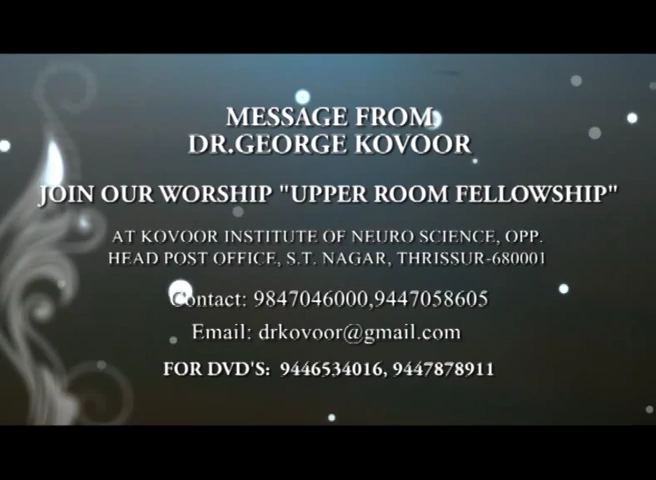 MESSAGE FROM
DR.GEORGE KOVOOR
JOIN OUR WORSHIP "UPPER ROOM FELLOWSHIP"
AT KOVOOR INSTITUTE OF NEURO SCIENCE, OPP.
HEAD POST OFFICE, S.T. NAGAR, THRISSUR-680001
Contact: 9847046000,9447058605
Email: drkovoor@gmail.com
FOR DVD'S: 9446534016, 9447878911